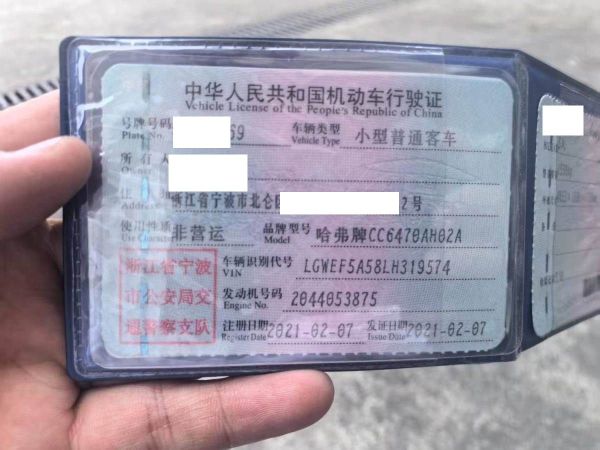 中华人民共和国机动车行驶证
Vehicle License of the People's Republic of China
号牌号码 69 车辆类型 小型普通客车
Plate No. Vehicle Type
所有人
Owner
住 浙江省宁波市北仑区 2号
使用性质 非营运 品牌型号 哈弗牌CC6470AH02A
Use Character Model
浙江省宁波 车辆识别代号 LGWEF5A58LH319574
VIN
市公安局交 发动机号码 2044053875
Engine No.
通警察支队 注册日期 2021-02-07 发证日期 2021-02-07
Register Date Issue Date